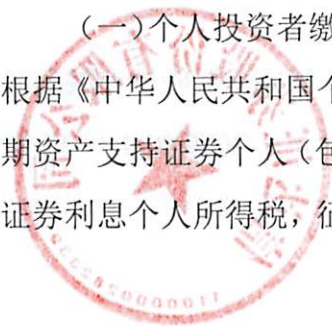 （一）个人投资者缴
根据《中华人民共和国个
期资产支持证券个人（包
证券利息个人所得税，征